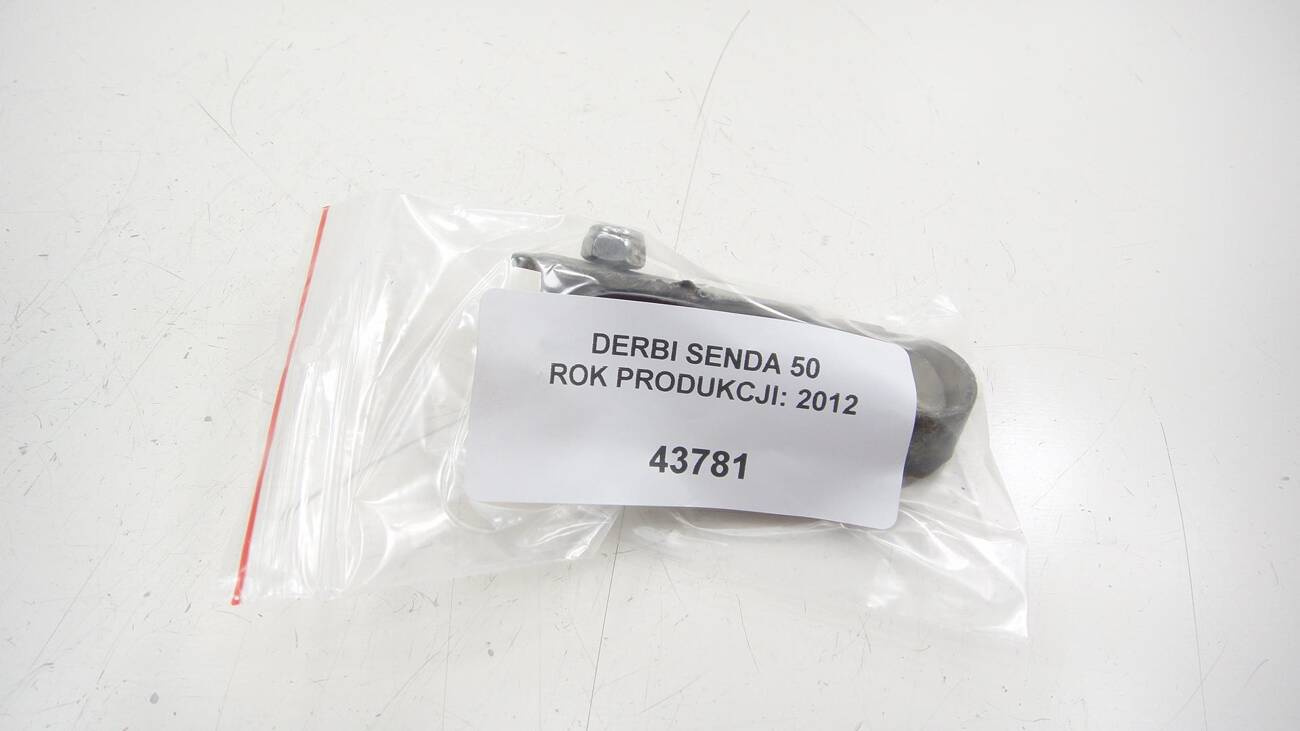 DERBI SENDA 50
ROK PRODUKCJI: 2012
43781